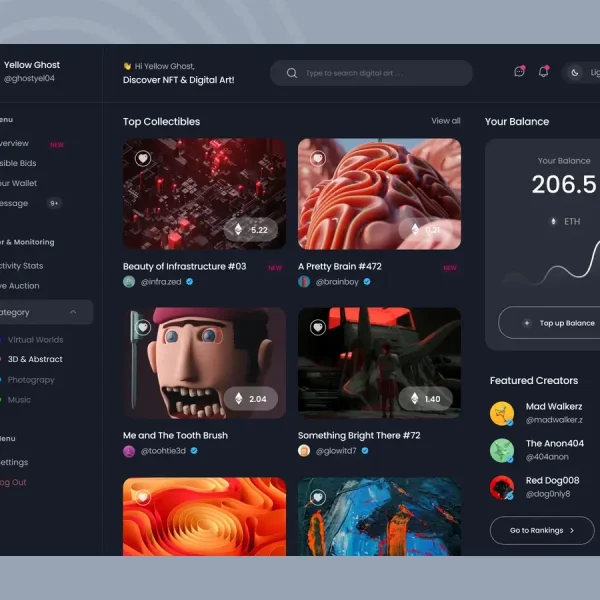 Yellow Ghost
@ghostyel04
👋 Hi Yellow Ghost,
Discover NFT & Digital Art!
Type to search digital art . . .
Lig
enu
verview NEW
sible Bids
our Wallet
essage 9+
r & Monitoring
ctivity Stats
ve Auction
ategory
Virtual Worlds
3D & Abstract
Photograpy
Music
Menu
ettings
og Out
Top Collectibles
View all
5.22
Beauty of Infrastructure #03 NEW
@infra.zed
0.21
A Pretty Brain #472 NEW
@brainboy
2.04
Me and The Tooth Brush
@toohtie3d
1.40
Something Bright There #72
@glowitd7
Your Balance
Your Balance
206.5
ETH
Top up Balance
Featured Creators
Mad Walkerz
@madwalker.z
The Anon404
@404anon
Red Dog008
@dog0nly8
Go to Rankings